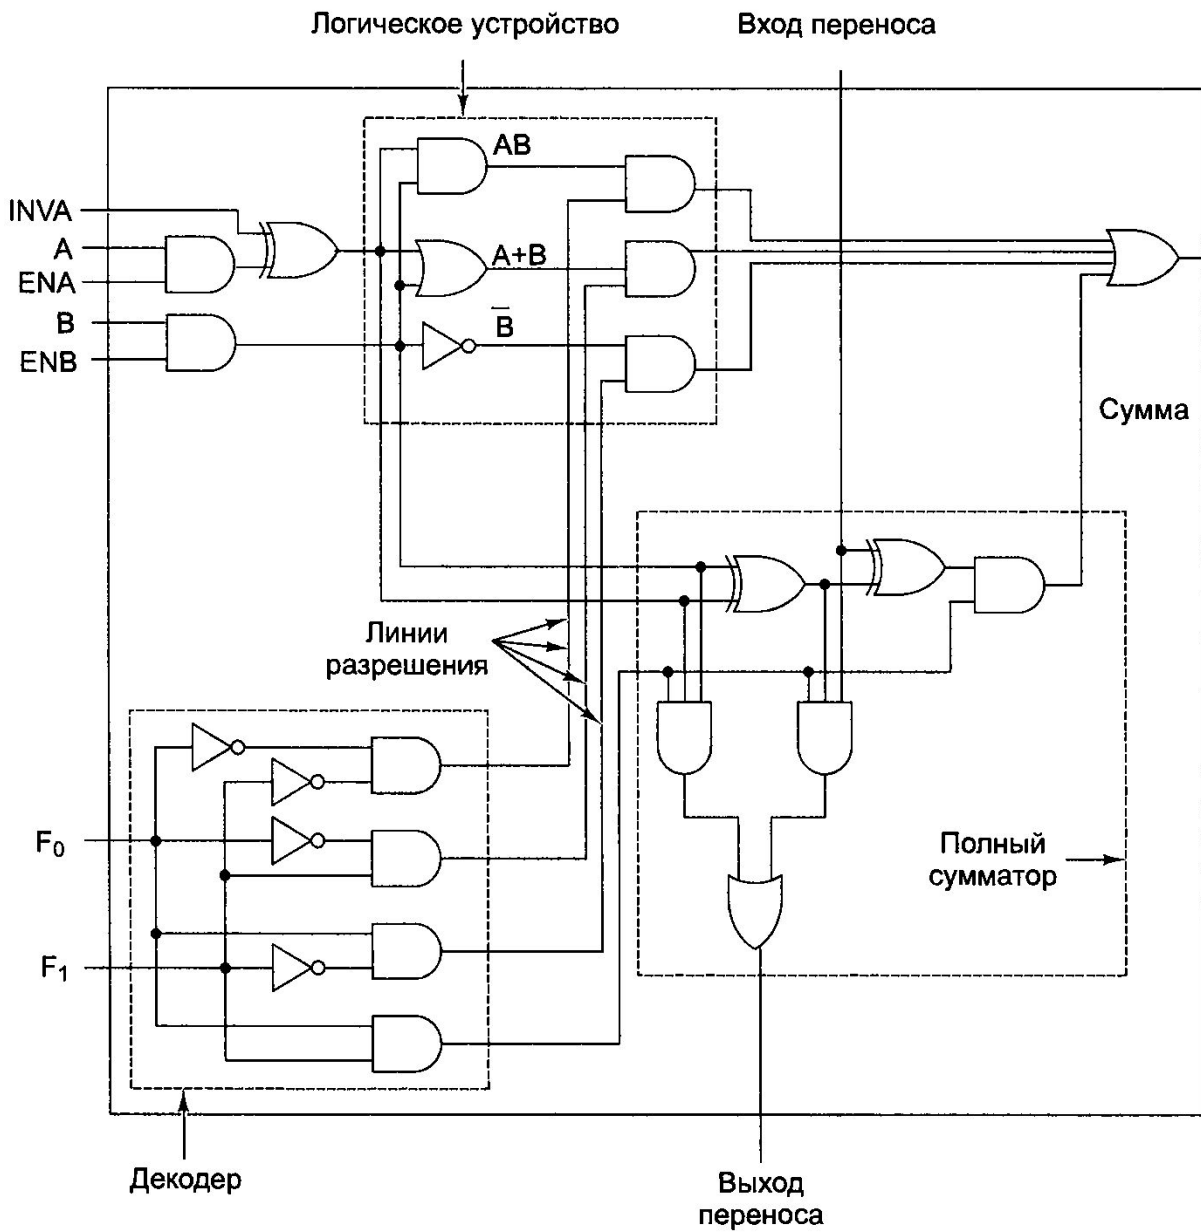 Логическое устройство
Вход переноса
AB
INVA
A
A+B
ENA
B
B̅
ENB
Сумма
Линии
разрешения
F₀
Полный
сумматор
F₁
Декодер
Выход
переноса